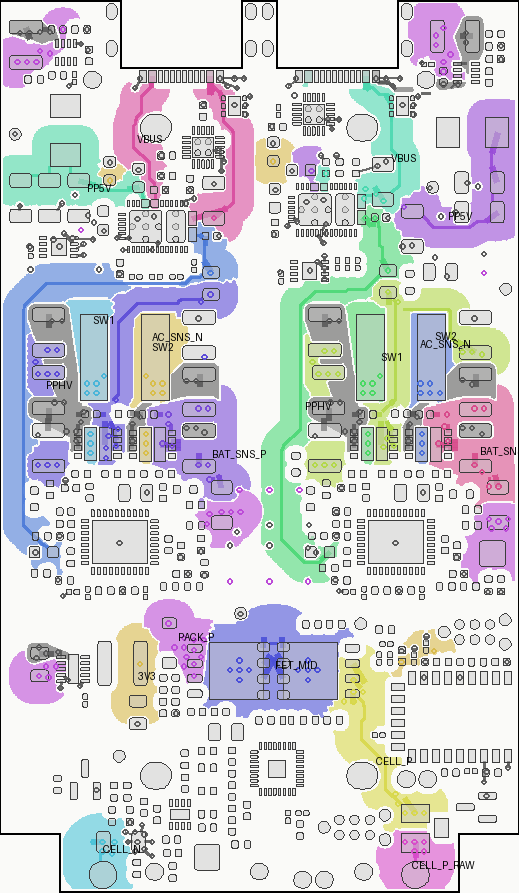 VBUS
VBUS
PP5V
PP5V
SW1
AC_SNS_N
SW2
SW2
AC_SNS_N
SW1
PPHV
PPHV
BAT_SNS_P
BAT_SN
PACK_P
FET_MID
3V3
CELL_P
CELL_N
CELL_P_RAW